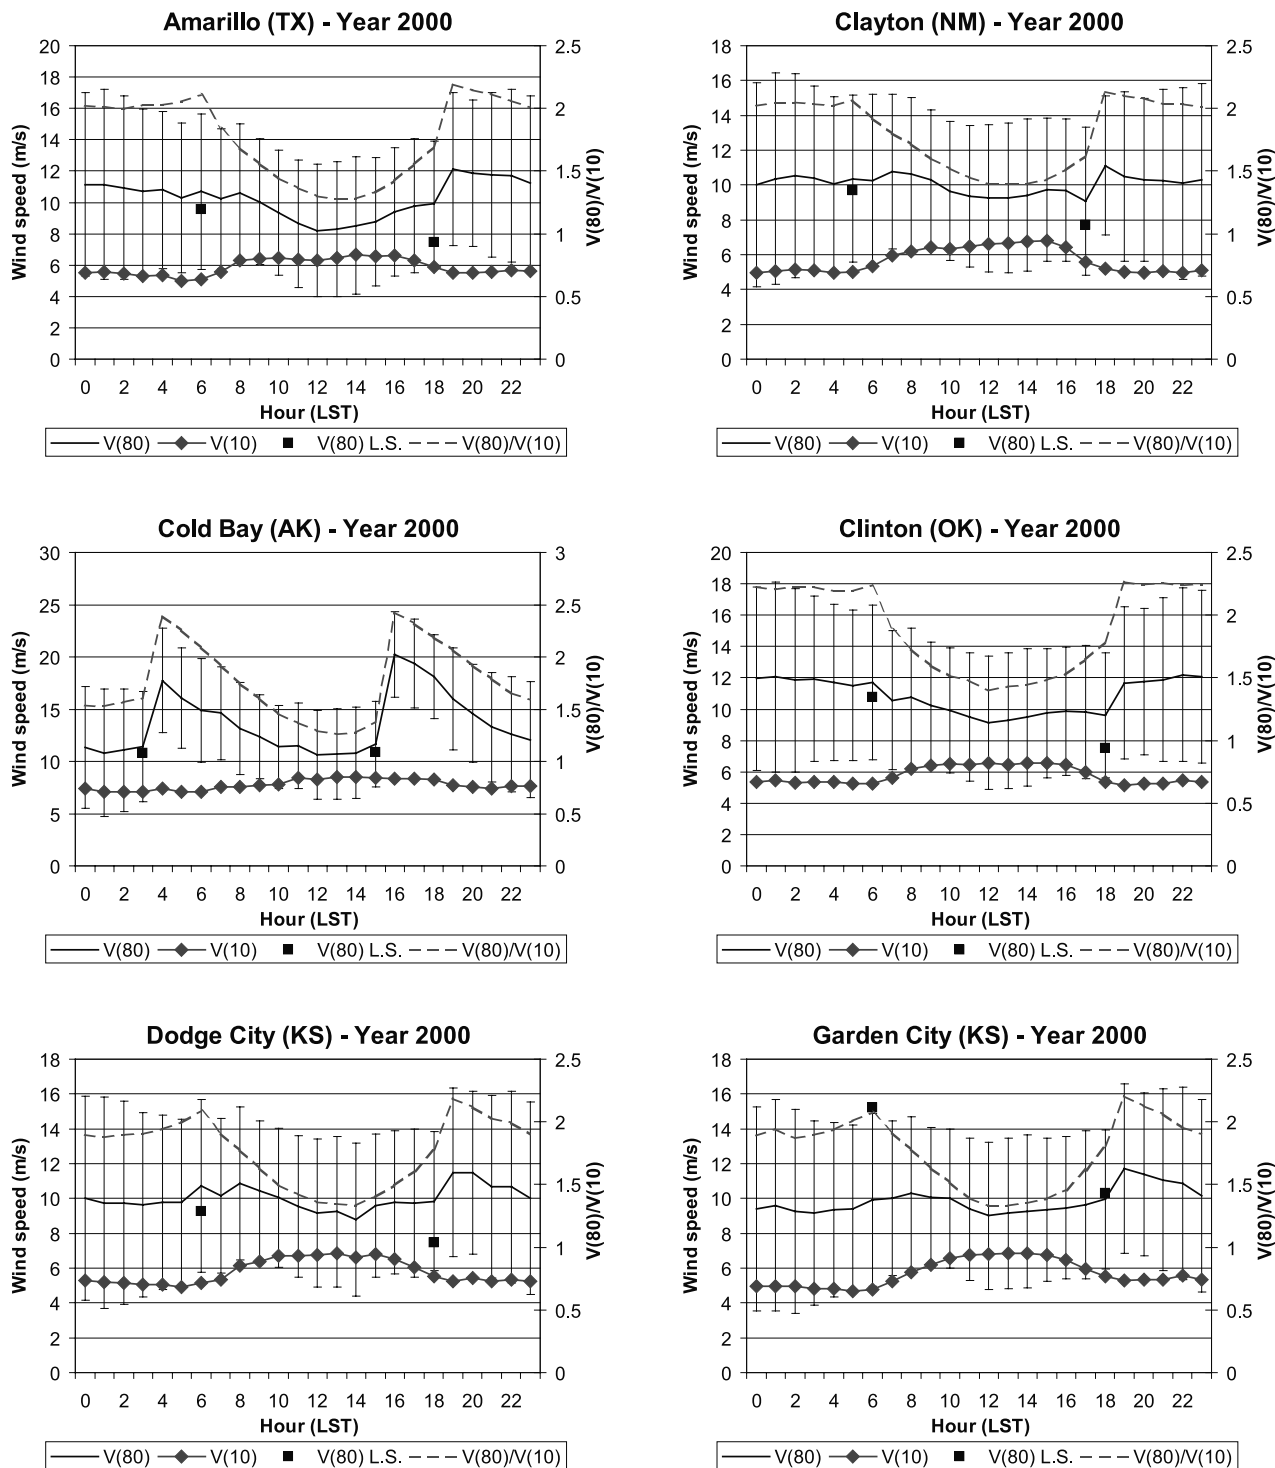 Amarillo (TX) - Year 2000
Wind speed (m/s)
20
18
16
14
12
10
8
6
4
2
0
2.5
2
1.5
1
0.5
0
V(80)/V(10)
0 2 4 6 8 10 12 14 16 18 20 22
Hour (LST)
V(80) V(10) V(80) L.S. V(80)/V(10)
Clayton (NM) - Year 2000
Wind speed (m/s)
18
16
14
12
10
8
6
4
2
0
2.5
2
1.5
1
0.5
0
V(80)/V(10)
0 2 4 6 8 10 12 14 16 18 20 22
Hour (LST)
V(80) V(10) V(80) L.S. V(80)/V(10)
Cold Bay (AK) - Year 2000
Wind speed (m/s)
30
25
20
15
10
5
0
3
2.5
2
1.5
1
0.5
0
V(80)/V(10)
0 2 4 6 8 10 12 14 16 18 20 22
Hour (LST)
V(80) V(10) V(80) L.S. V(80)/V(10)
Clinton (OK) - Year 2000
Wind speed (m/s)
20
18
16
14
12
10
8
6
4
2
0
2.5
2
1.5
1
0.5
0
V(80)/V(10)
0 2 4 6 8 10 12 14 16 18 20 22
Hour (LST)
V(80) V(10) V(80) L.S. V(80)/V(10)
Dodge City (KS) - Year 2000
Wind speed (m/s)
18
16
14
12
10
8
6
4
2
0
2.5
2
1.5
1
0.5
0
V(80)/V(10)
0 2 4 6 8 10 12 14 16 18 20 22
Hour (LST)
V(80) V(10) V(80) L.S. V(80)/V(10)
Garden City (KS) - Year 2000
Wind speed (m/s)
18
16
14
12
10
8
6
4
2
0
2.5
2
1.5
1
0.5
0
V(80)/V(10)
0 2 4 6 8 10 12 14 16 18 20 22
Hour (LST)
V(80) V(10) V(80) L.S. V(80)/V(10)